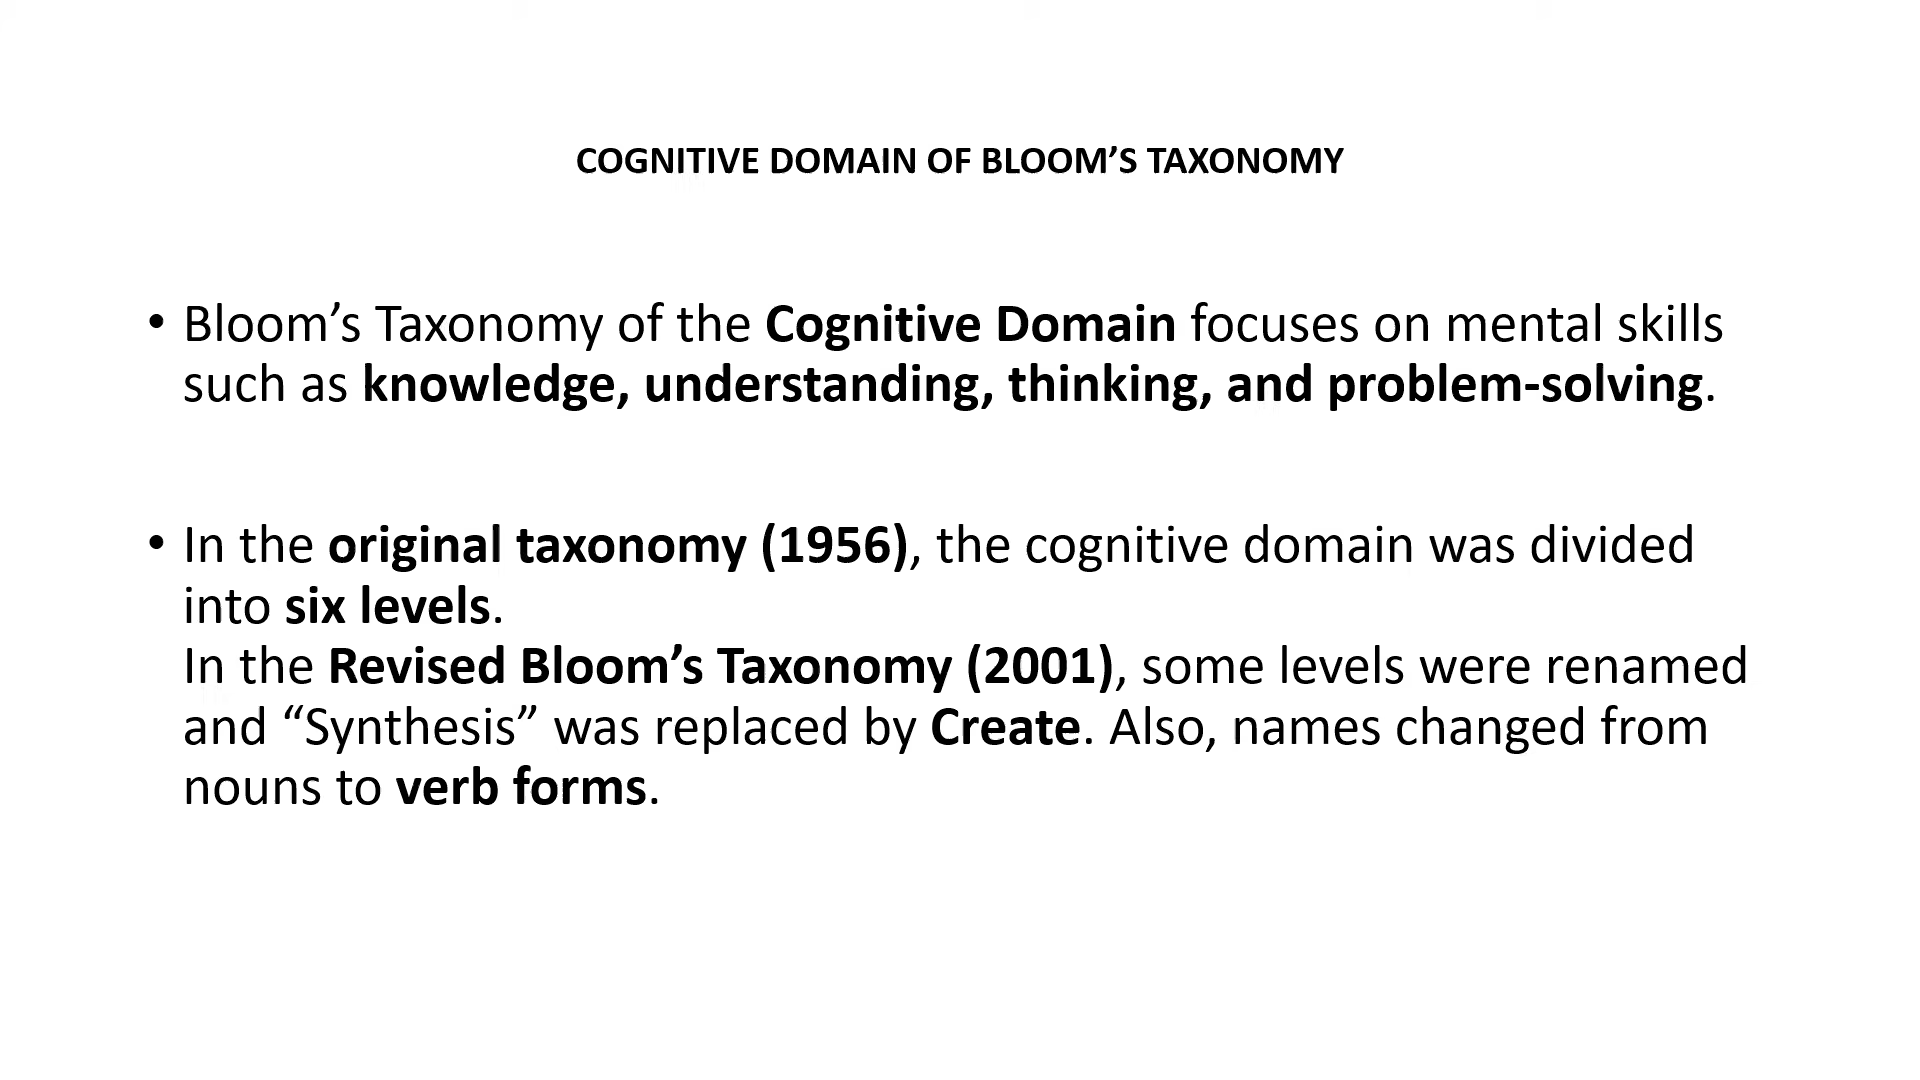 COGNITIVE DOMAIN OF BLOOM’S TAXONOMY
• Bloom’s Taxonomy of the Cognitive Domain focuses on mental skills
such as knowledge, understanding, thinking, and problem-solving.
• In the original taxonomy (1956), the cognitive domain was divided
into six levels.
In the Revised Bloom’s Taxonomy (2001), some levels were renamed
and “Synthesis” was replaced by Create. Also, names changed from
nouns to verb forms.